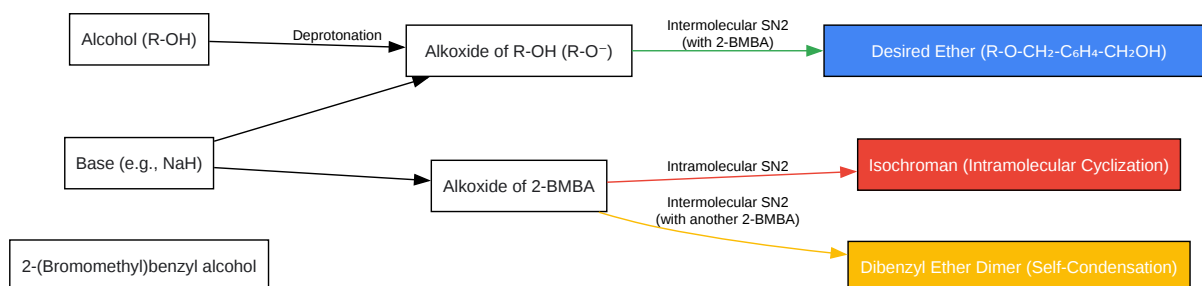 Alcohol (R-OH)
Deprotonation
Alkoxide of R-OH (R-O⁻)
Intermolecular SN2
(with 2-BMBA)
Desired Ether (R-O-CH₂-C₆H₄-CH₂OH)
Base (e.g., NaH)
Alkoxide of 2-BMBA
Intramolecular SN2
Isochroman (Intramolecular Cyclization)
Intermolecular SN2
(with another 2-BMBA)
2-(Bromomethyl)benzyl alcohol
Dibenzyl Ether Dimer (Self-Condensation)